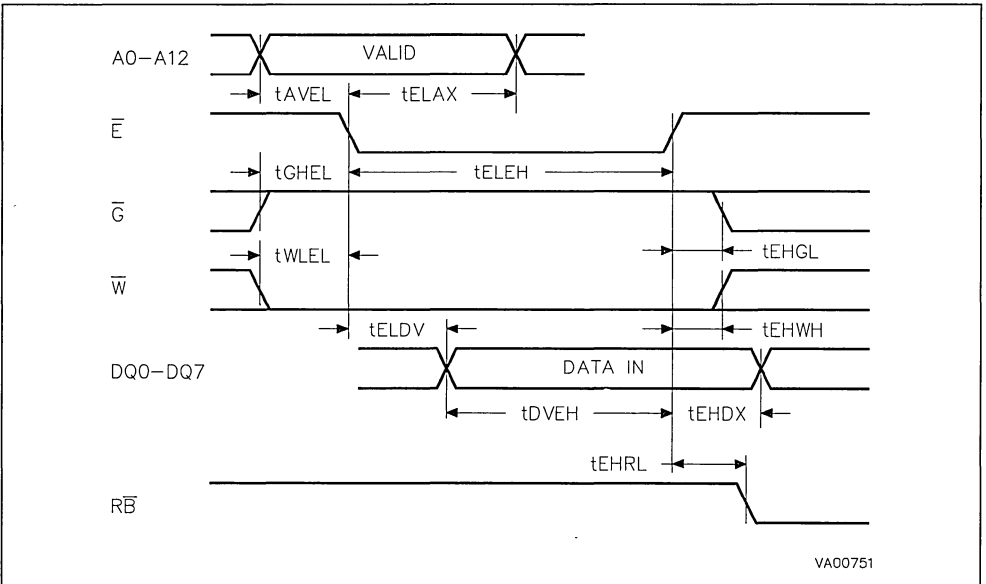 A0-A12 VALID
tAVEL tELAX
E̅
tGHEL tELEH
G̅
tEHGL
tWLEL
W̅
tELDV tEHWH
DQ0-DQ7 DATA IN
tDVEH tEHDX
tEHRL
RB̅
VA00751